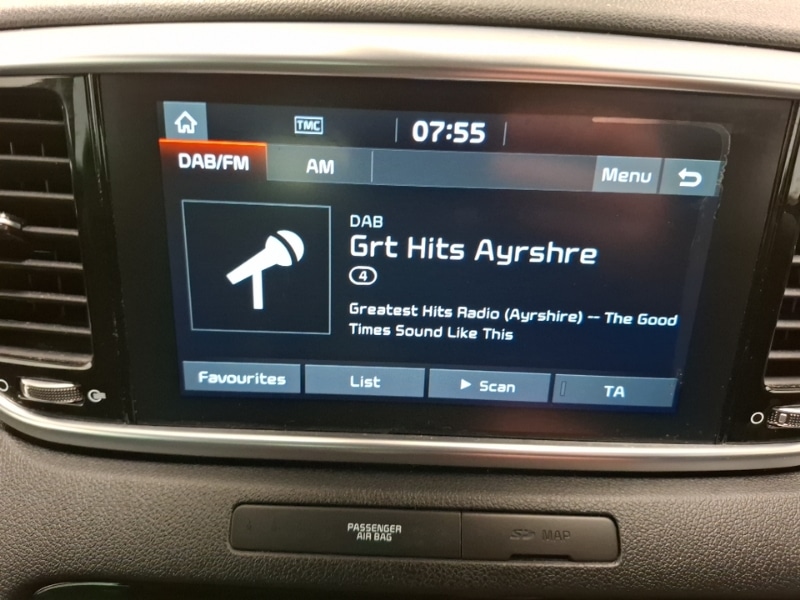 TMC
07:55
DAB/FM AM Menu
DAB
Grt Hits Ayrshre
4
Greatest Hits Radio (Ayrshire) -- The Good
Times Sound Like This
Favourites List Scan TA
PASSENGER
AIR BAG
SD MAP